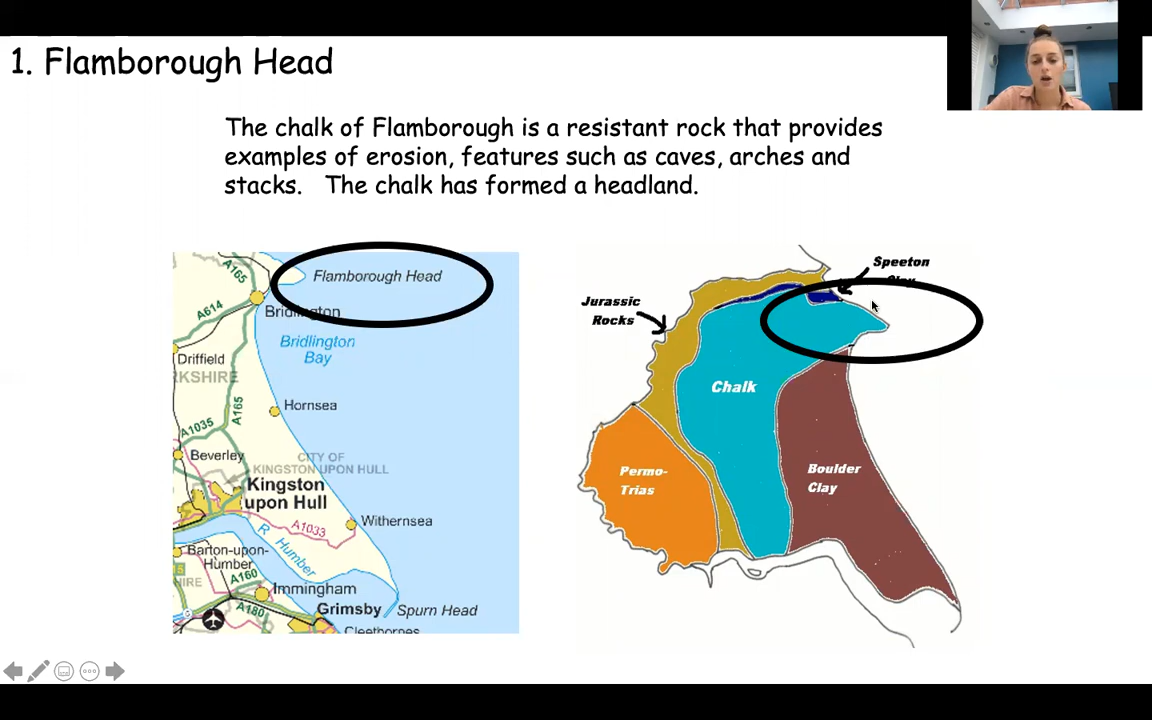 1. Flamborough Head
The chalk of Flamborough is a resistant rock that provides
examples of erosion, features such as caves, arches and
stacks. The chalk has formed a headland.
A165
Flamborough Head
A614
Bridlington
Bridlington
Bay
Driffield
RKSHIRE
A165
Hornsea
A1035
Beverley
CITY OF
KINGSTON UPON HULL
Kingston
upon Hull
A1033
Withernsea
R Humber
Barton-upon-
Humber
HIRE
A160
Immingham
A180
Grimsby
Spurn Head
Cleethorpes
Speeton
Jurassic
Rocks
Chalk
Permo-
Trias
Boulder
Clay